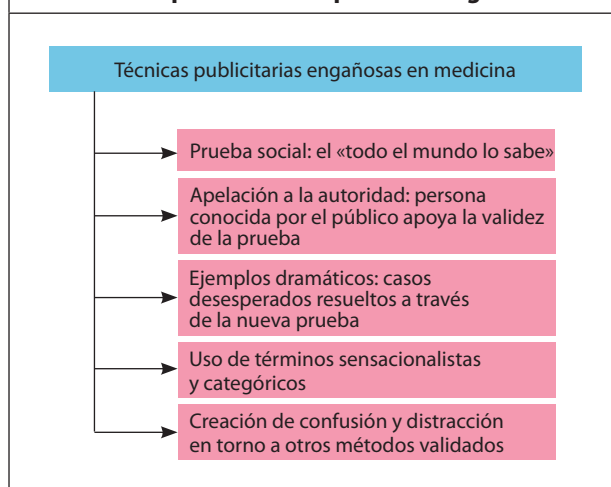 Técnicas publicitarias engañosas en medicina
Prueba social: el «todo el mundo lo sabe»
Apelación a la autoridad: persona
conocida por el público apoya la validez
de la prueba
Ejemplos dramáticos: casos
desesperados resueltos a través
de la nueva prueba
Uso de términos sensacionalistas
y categóricos
Creación de confusión y distracción
en torno a otros métodos validados